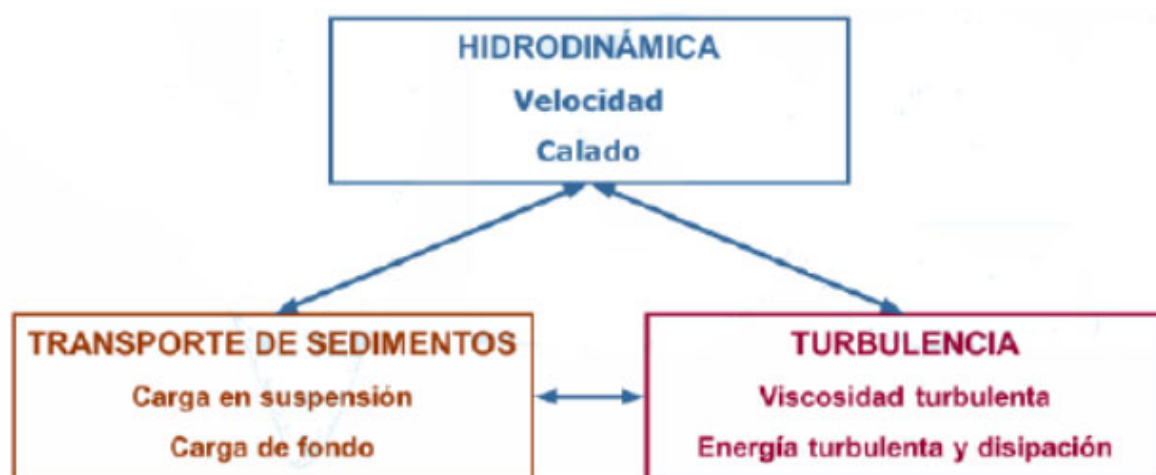 HIDRODINÁMICA
Velocidad
Calado
TRANSPORTE DE SEDIMENTOS
Carga en suspensión
Carga de fondo
TURBULENCIA
Viscosidad turbulenta
Energía turbulenta y disipación